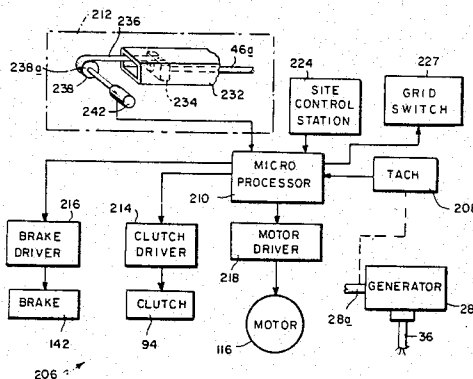 212
236
46a
238a
238
242
234
232
224
SITE
CONTROL
STATION
227
GRID
SWITCH
MICRO
PROCESSOR
210
TACH
201
216
BRAKE
DRIVER
214
CLUTCH
DRIVER
MOTOR
DRIVER
218
GENERATOR
28
28a
36
BRAKE
142
CLUTCH
94
MOTOR
116
206